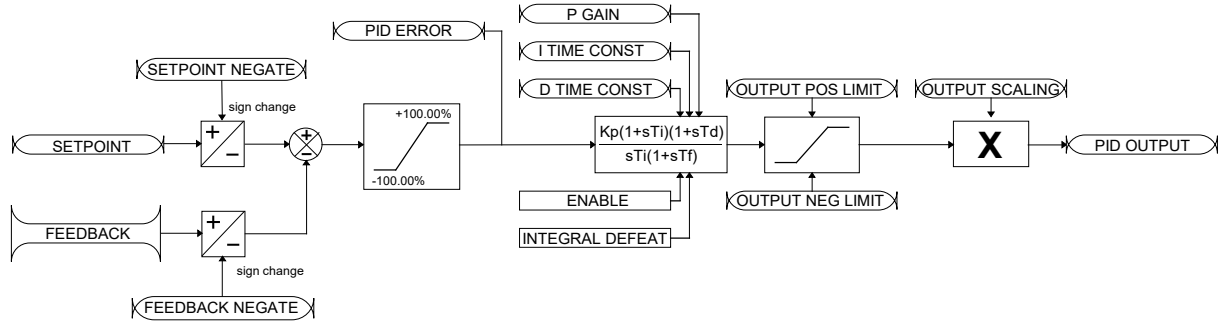 P GAIN
PID ERROR
I TIME CONST
SETPOINT NEGATE
D TIME CONST
OUTPUT POS LIMIT
OUTPUT SCALING
sign change
+100.00%
+
-
+
-
Kp(1+sTi)(1+sTd)
sTi(1+sTf)
X
SETPOINT
PID OUTPUT
-100.00%
ENABLE
OUTPUT NEG LIMIT
FEEDBACK
+
-
INTEGRAL DEFEAT
sign change
FEEDBACK NEGATE